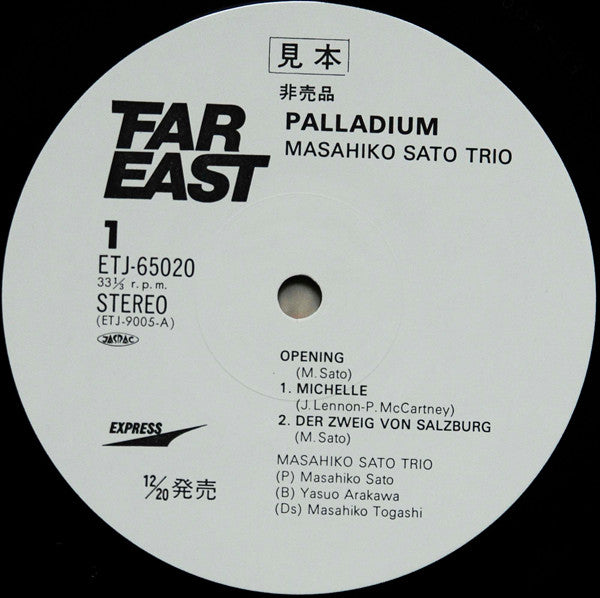 見本
非売品
PALLADIUM
MASAHIKO SATO TRIO
FAR
EAST
1
ETJ-65020
33⅓ r.p.m.
STEREO
(ETJ-9005-A)
JASRAC
OPENING
(M. Sato)
1. MICHELLE
(J. Lennon-P. McCartney)
2. DER ZWEIG VON SALZBURG
(M. Sato)
EXPRESS
MASAHIKO SATO TRIO
(P) Masahiko Sato
(B) Yasuo Arakawa
(Ds) Masahiko Togashi
12/20 発売